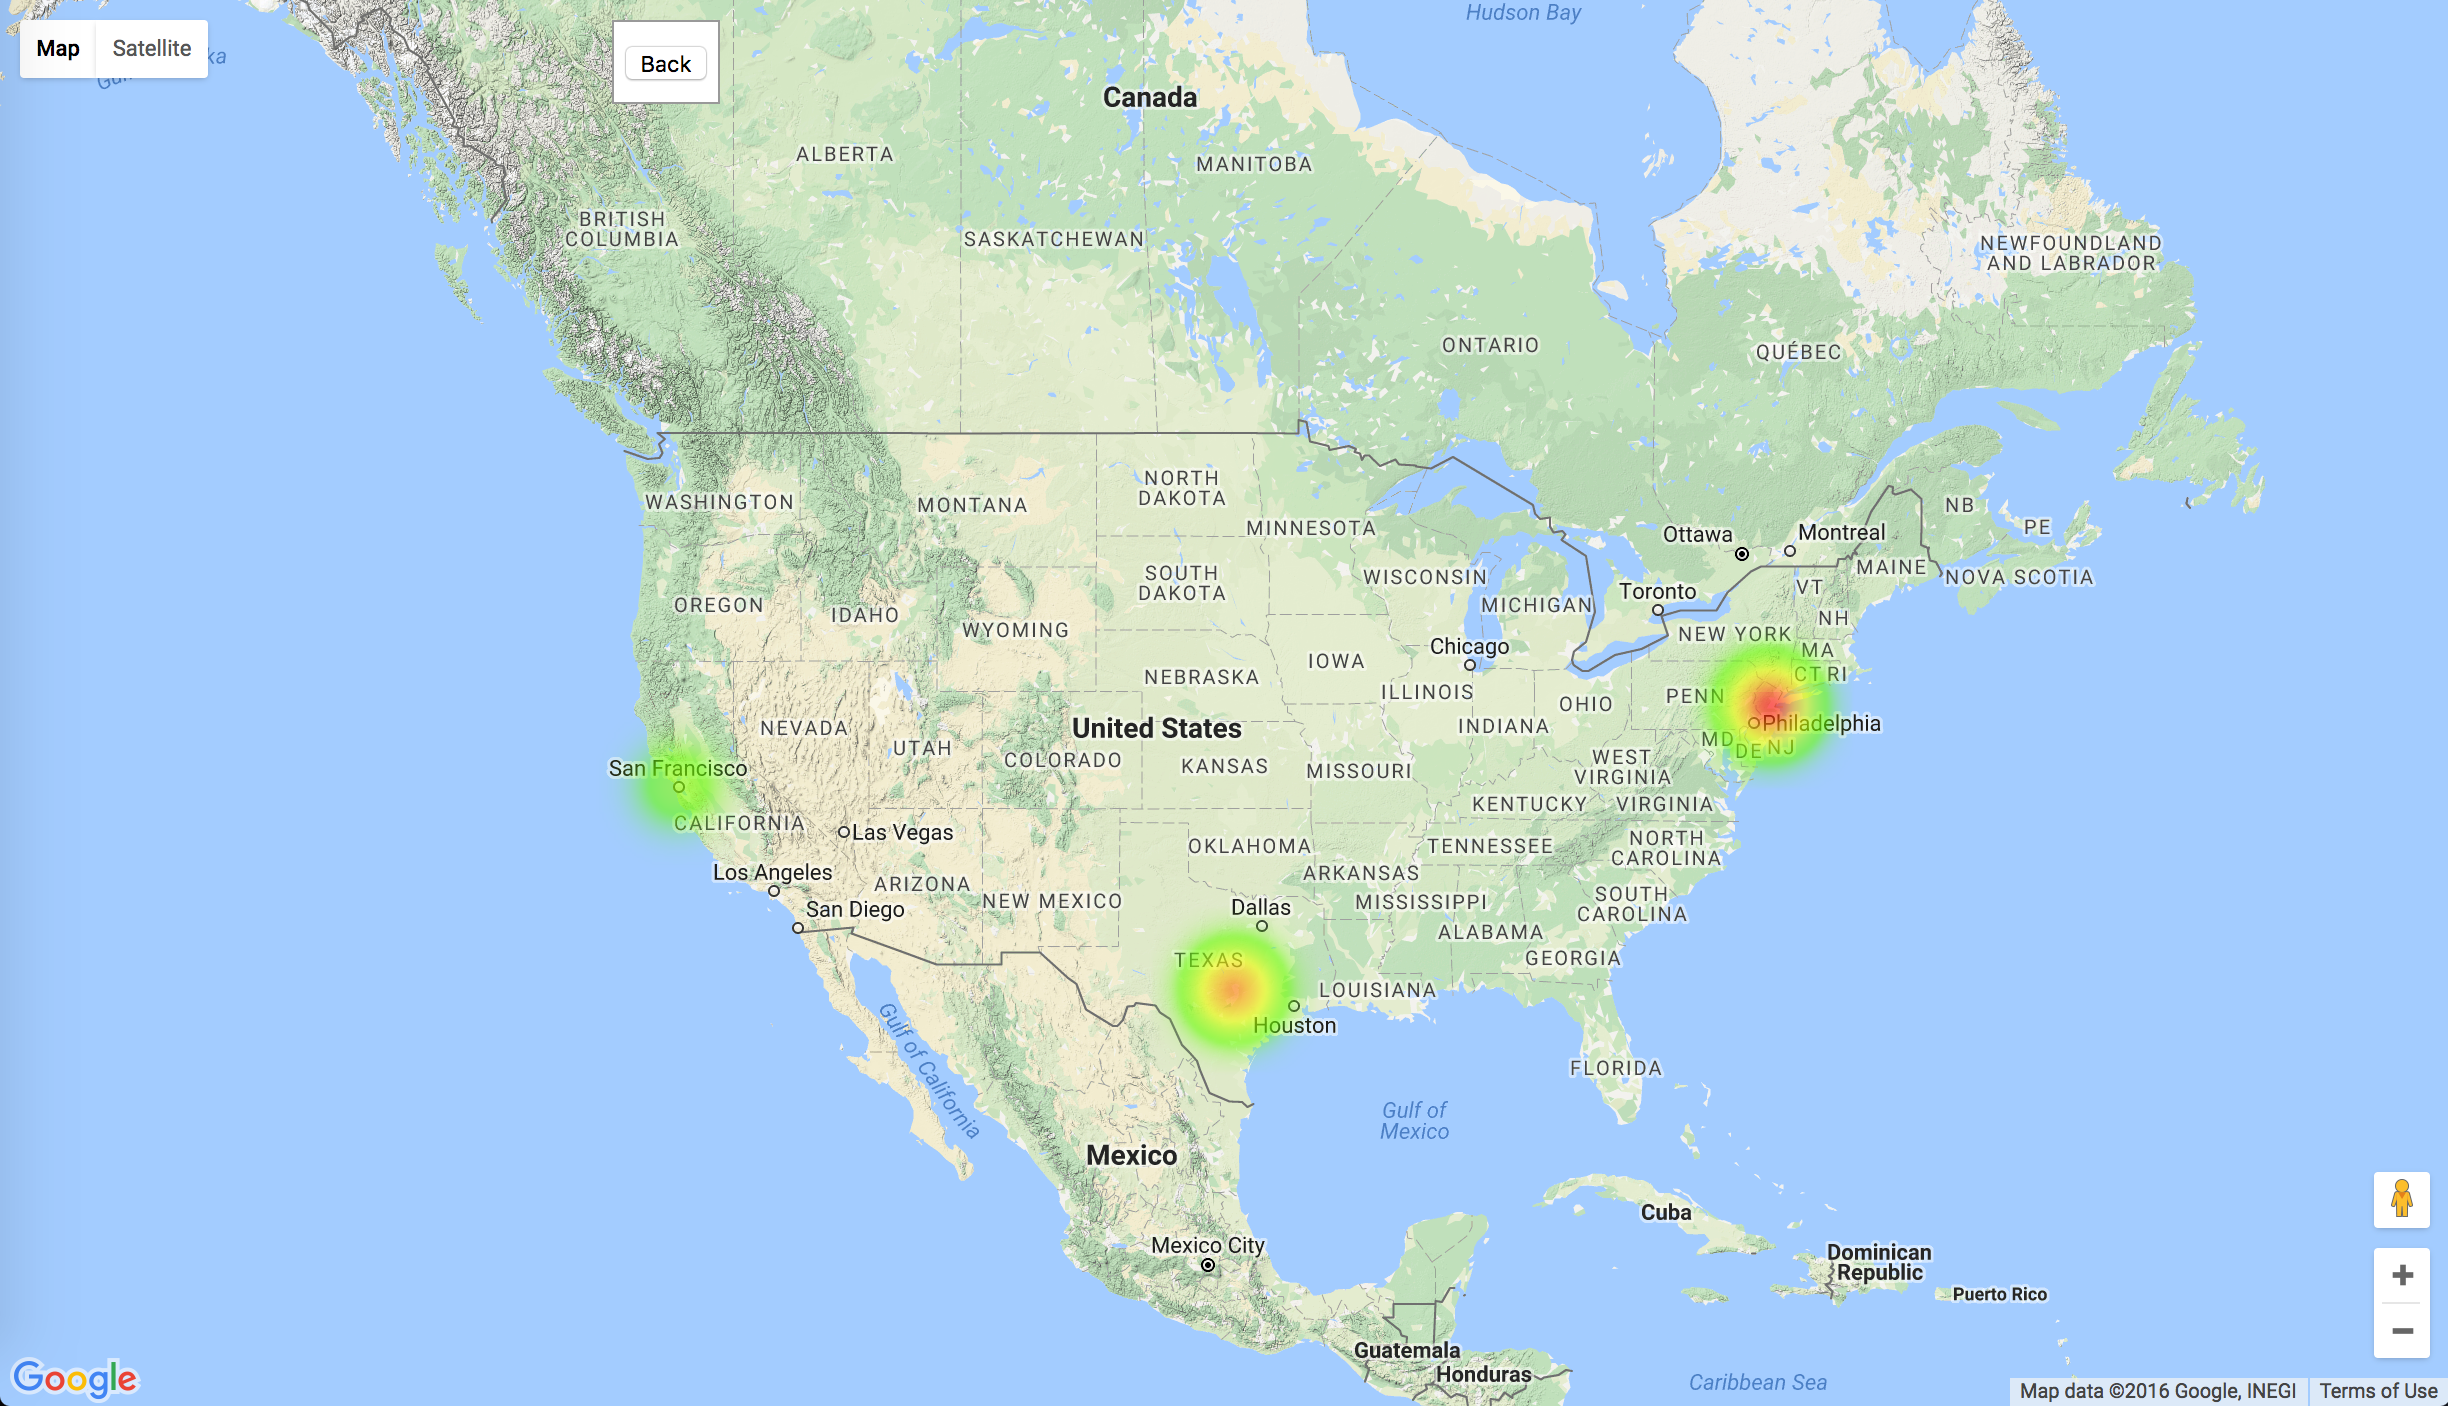 Hudson Bay
Map
Satellite
Back
Canada
ALBERTA
MANITOBA
BRITISH
COLUMBIA
SASKATCHEWAN
NEWFOUNDLAND
AND LABRADOR
ONTARIO
QUÉBEC
WASHINGTON
MONTANA
NORTH
DAKOTA
MINNESOTA
NB
PE
Ottawa
Montreal
MAINE
NOVA SCOTIA
SOUTH
DAKOTA
WISCONSIN
VT
Toronto
MICHIGAN
OREGON
IDAHO
NH
WYOMING
NEW YORK
Chicago
MA
IOWA
CT RI
NEBRASKA
ILLINOIS
PENN
OHIO
NEVADA
United States
INDIANA
Philadelphia
UTAH
MD
DE
NJ
COLORADO
KANSAS
MISSOURI
WEST
VIRGINIA
San Francisco
KENTUCKY
VIRGINIA
CALIFORNIA
Las Vegas
OKLAHOMA
TENNESSEE
NORTH
CAROLINA
Los Angeles
ARIZONA
ARKANSAS
NEW MEXICO
MISSISSIPPI
SOUTH
CAROLINA
San Diego
Dallas
ALABAMA
TEXAS
GEORGIA
LOUISIANA
Houston
Gulf of California
FLORIDA
Gulf of
Mexico
Mexico
Cuba
Mexico City
Dominican
Republic
Puerto Rico
Guatemala
Honduras
Caribbean Sea
Google
Map data ©2016 Google, INEGI
Terms of Use